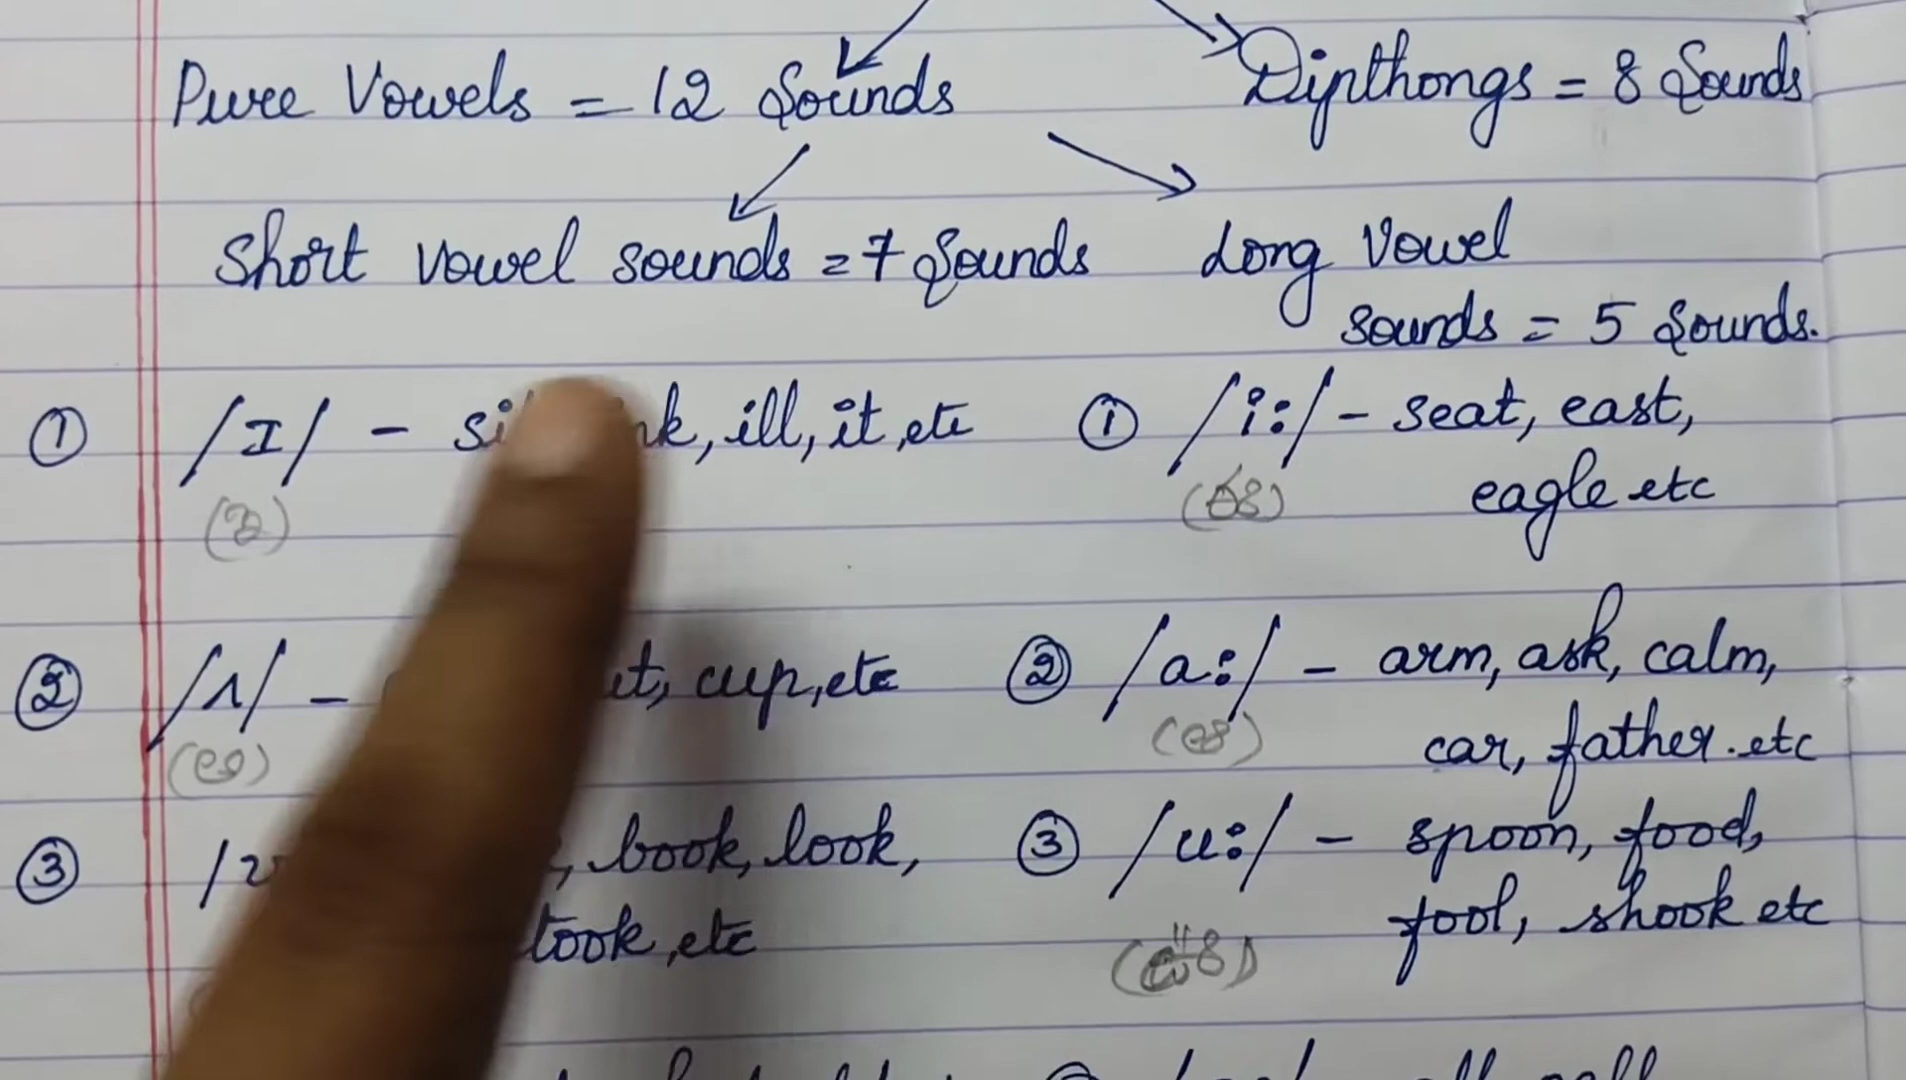 Pure Vowels = 12 Sounds
Dipthongs = 8 Sounds
Short vowel sounds = 7 Sounds
Long Vowel
sounds = 5 Sounds.
① /I/ - ill, it, etc
① /i:/ - seat, east,
eagle etc
② /ʌ/ - cup, etc
② /a:/ - arm, ask, calm,
car, father. etc
③ book, look,
took, etc
③ /u:/ - spoon, food,
fool, shook etc